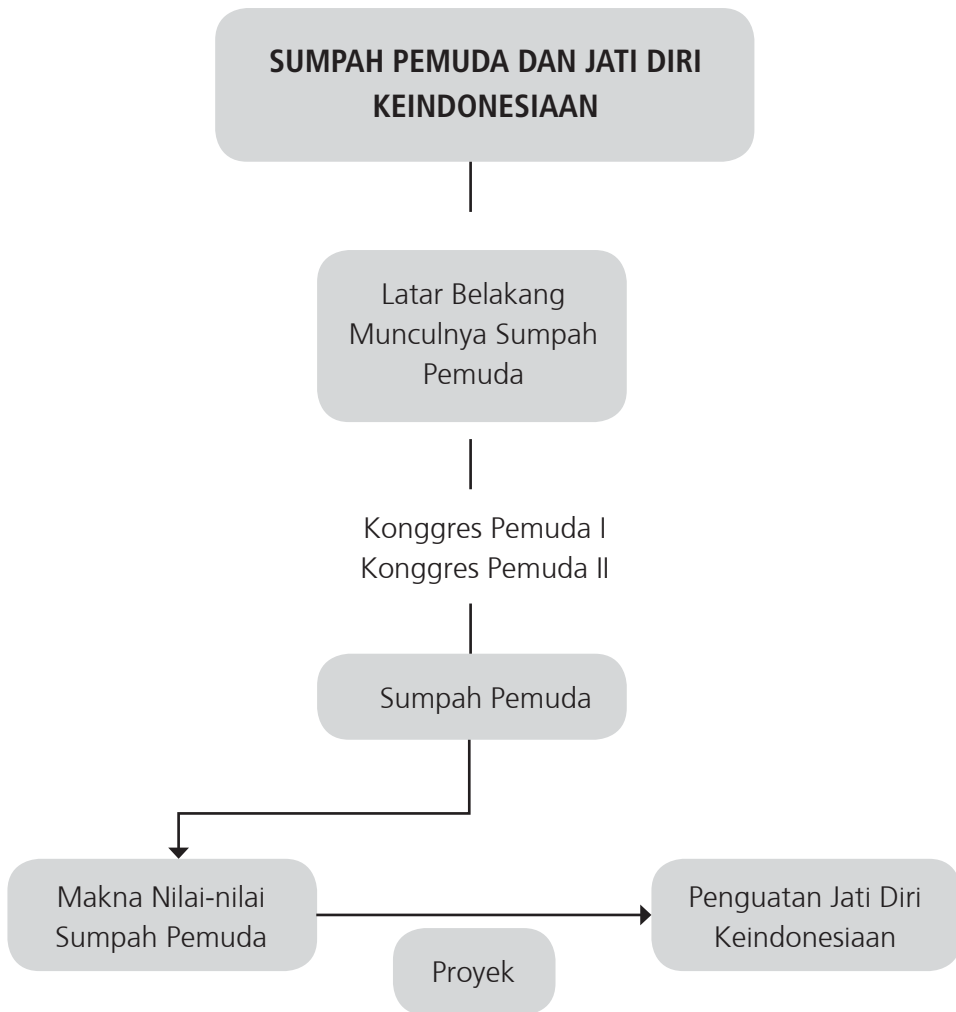 SUMPAH PEMUDA DAN JATI DIRI
KEINDONESIAAN
Latar Belakang
Munculnya Sumpah
Pemuda
Konggres Pemuda I
Konggres Pemuda II
Sumpah Pemuda
Makna Nilai-nilai
Sumpah Pemuda
Proyek
Penguatan Jati Diri
Keindonesiaan